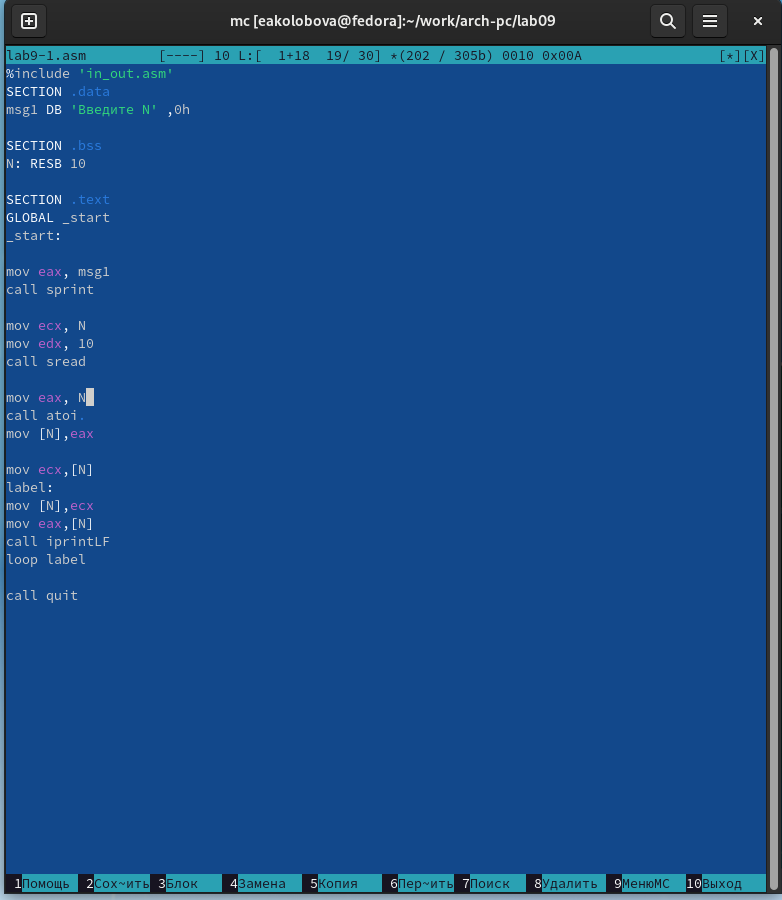 mc [eakolobova@fedora]:~/work/arch-pc/lab09
lab9-1.asm [----] 10 L:[ 1+18 19/ 30] *(202 / 305b) 0010 0x00A [*][X]
%include 'in_out.asm'
SECTION .data
msg1 DB 'Введите N' ,0h
SECTION .bss
N: RESB 10
SECTION .text
GLOBAL _start
_start:
mov eax, msg1
call sprint
mov ecx, N
mov edx, 10
call sread
mov eax, N
call atoi.
mov [N],eax
mov ecx,[N]
label:
mov [N],ecx
mov eax,[N]
call iprintLF
loop label
call quit
1Помощь 2Сох~ить 3Блок 4Замена 5Копия 6Пер~ить 7Поиск 8Удалить 9МенюMC 10Выход